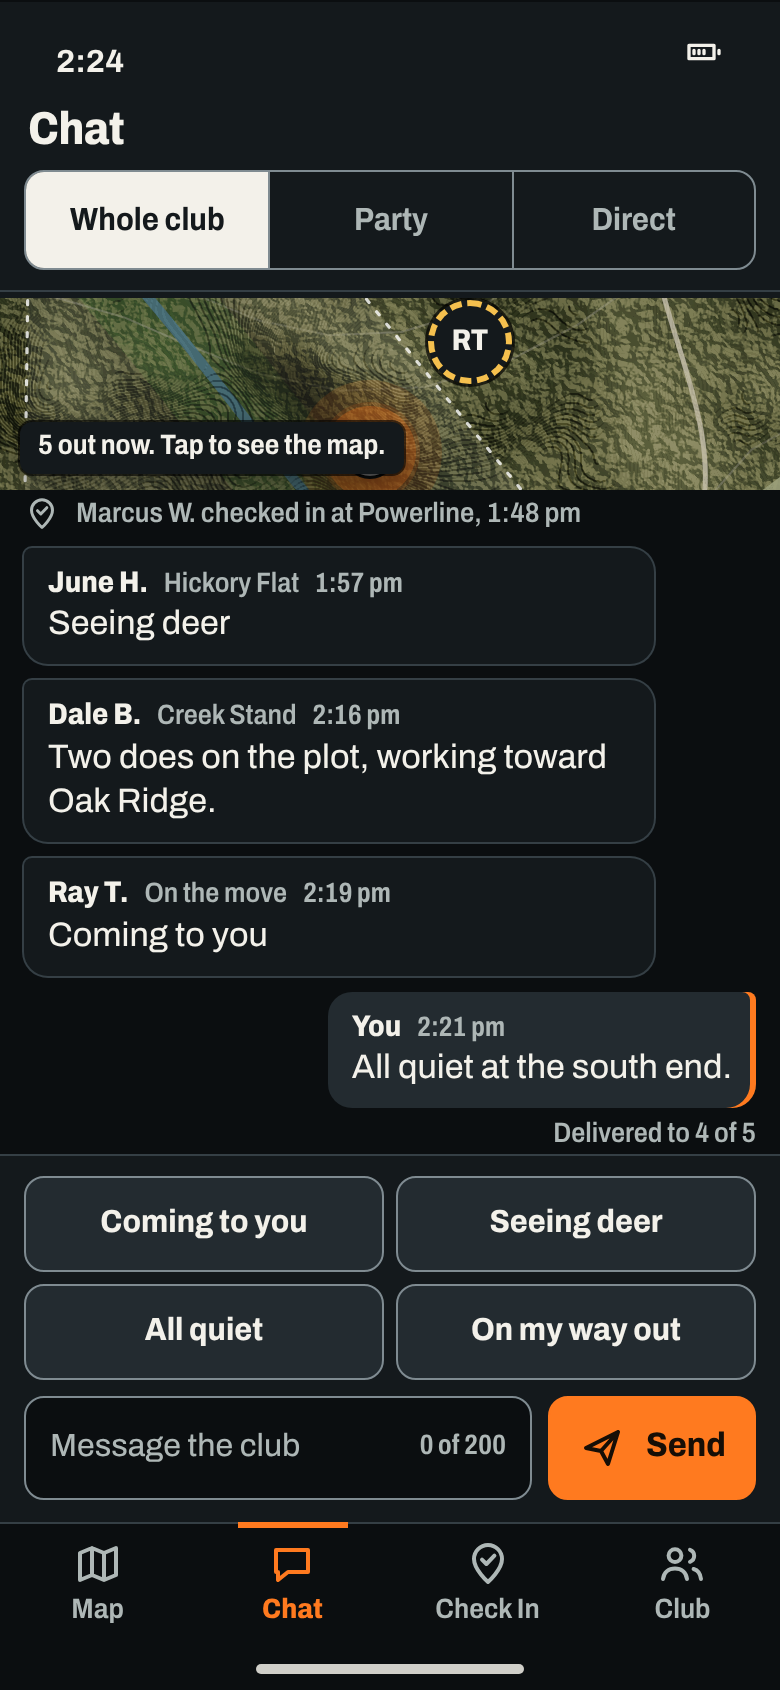 2:24
Chat
Whole club
Party
Direct
RT
5 out now. Tap to see the map.
Marcus W. checked in at Powerline, 1:48 pm
June H. Hickory Flat 1:57 pm
Seeing deer
Dale B. Creek Stand 2:16 pm
Two does on the plot, working toward
Oak Ridge.
Ray T. On the move 2:19 pm
Coming to you
You 2:21 pm
All quiet at the south end.
Delivered to 4 of 5
Coming to you
Seeing deer
All quiet
On my way out
Message the club
0 of 200
Send
Map
Chat
Check In
Club